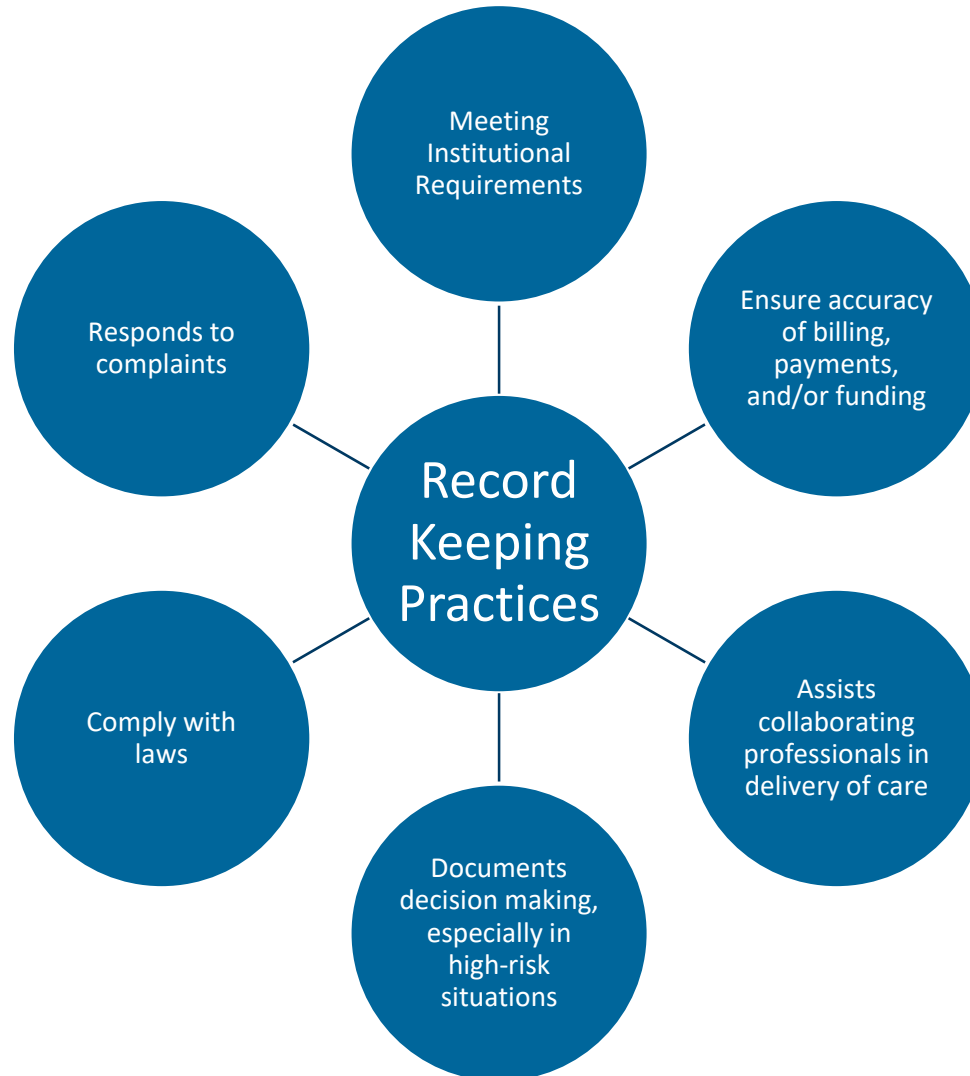 Meeting
Institutional
Requirements
Ensure accuracy
of billing,
payments,
and/or funding
Responds to
complaints
Record
Keeping
Practices
Assists
collaborating
professionals in
delivery of care
Comply with
laws
Documents
decision making,
especially in
high-risk
situations